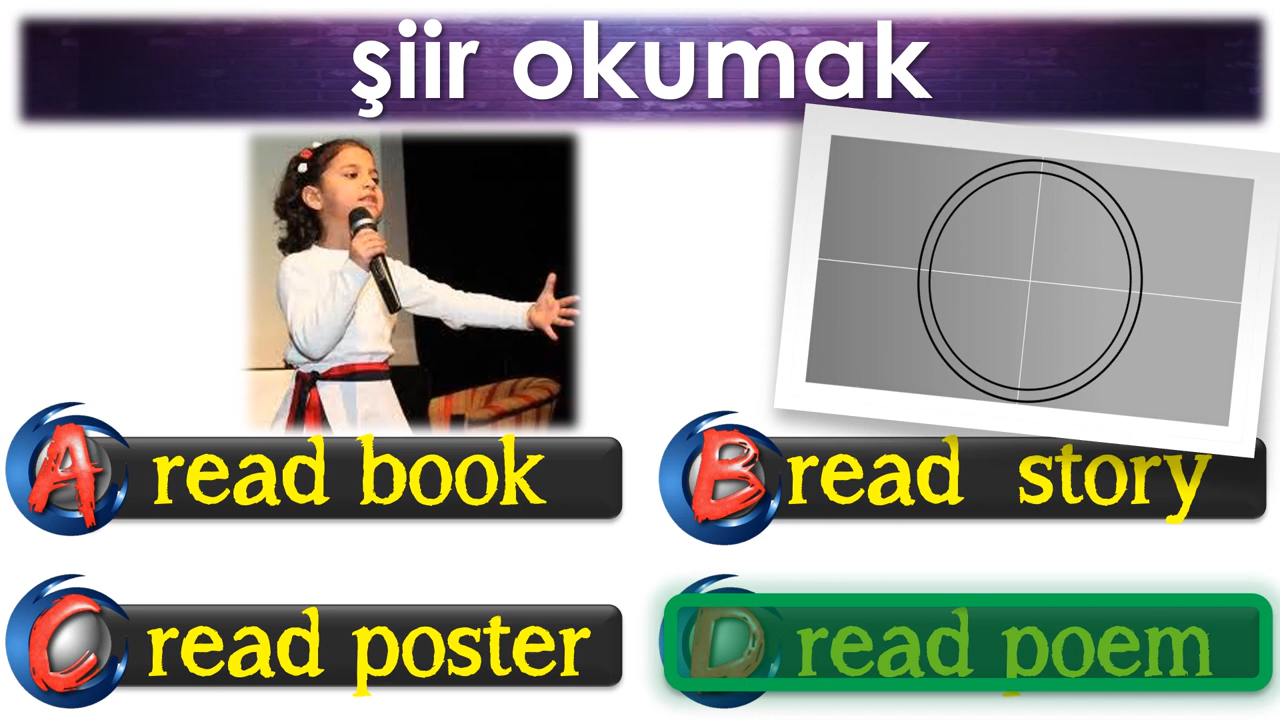 şiir okumak
A read book
B read story
C read poster
D read poem